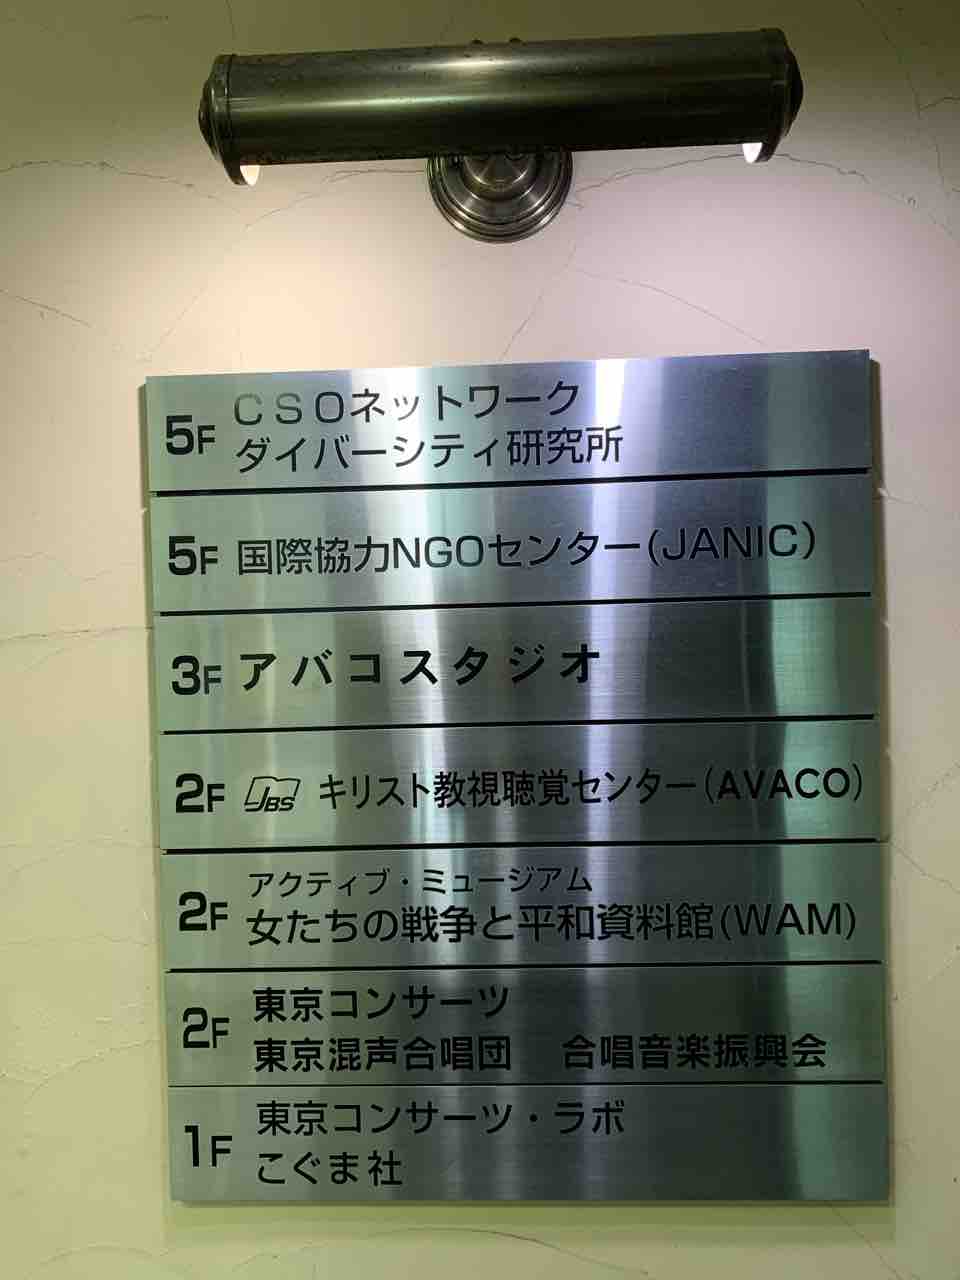 5F CSOネットワーク
ダイバーシティ研究所
5F 国際協力NGOセンター(JANIC)
3F アバコスタジオ
2F JBS キリスト教視聴覚センター(AVACO)
アクティブ・ミュージアム
2F 女たちの戦争と平和資料館(WAM)
2F 東京コンサーツ
東京混声合唱団 合唱音楽振興会
1F 東京コンサーツ・ラボ
こぐま社